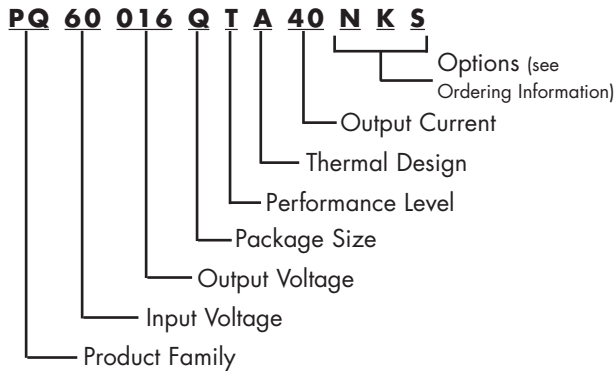 PQ 60 016 Q T A 40 N K S
Options (see
Ordering Information)
Output Current
Thermal Design
Performance Level
Package Size
Output Voltage
Input Voltage
Product Family